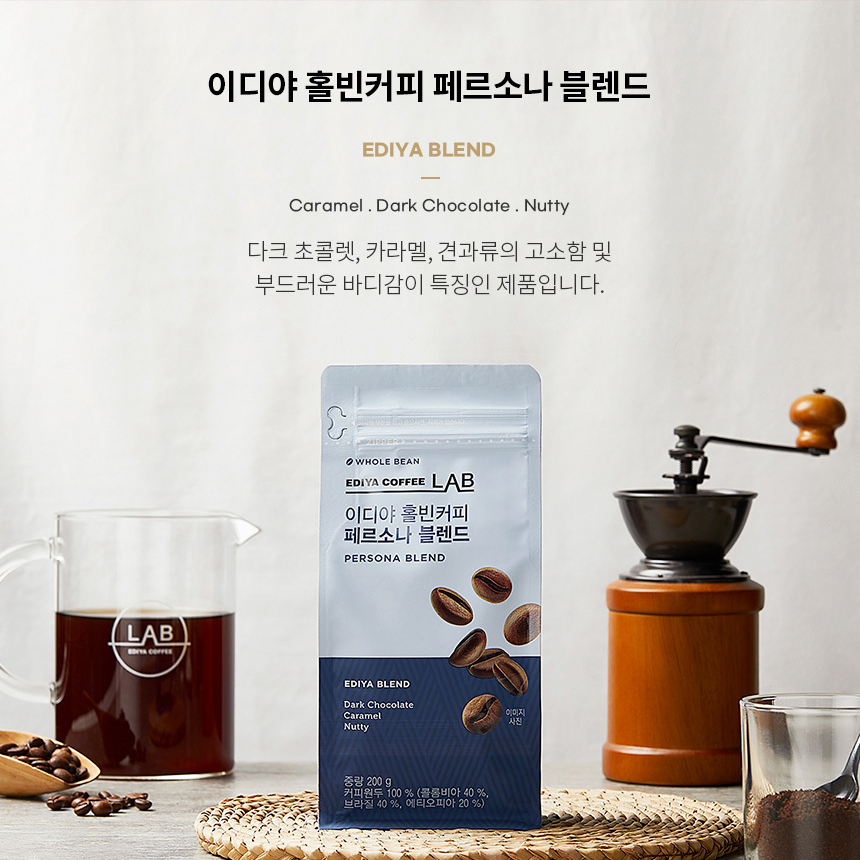 이디야 홀빈커피 페르소나 블렌드
EDIYA BLEND
Caramel . Dark Chocolate . Nutty
다크 초콜렛, 카라멜, 견과류의 고소함 및
부드러운 바디감이 특징인 제품입니다.
WHOLE BEAN
EDIYA COFFEE LAB
이디야 홀빈커피
페르소나 블렌드
PERSONA BLEND
EDIYA BLEND
Dark Chocolate
Caramel
Nutty
이미지
사진
중량 200 g
커피원두 100 % (콜롬비아 40 %,
브라질 40 %, 에티오피아 20 %)
LAB
EDIYA COFFEE